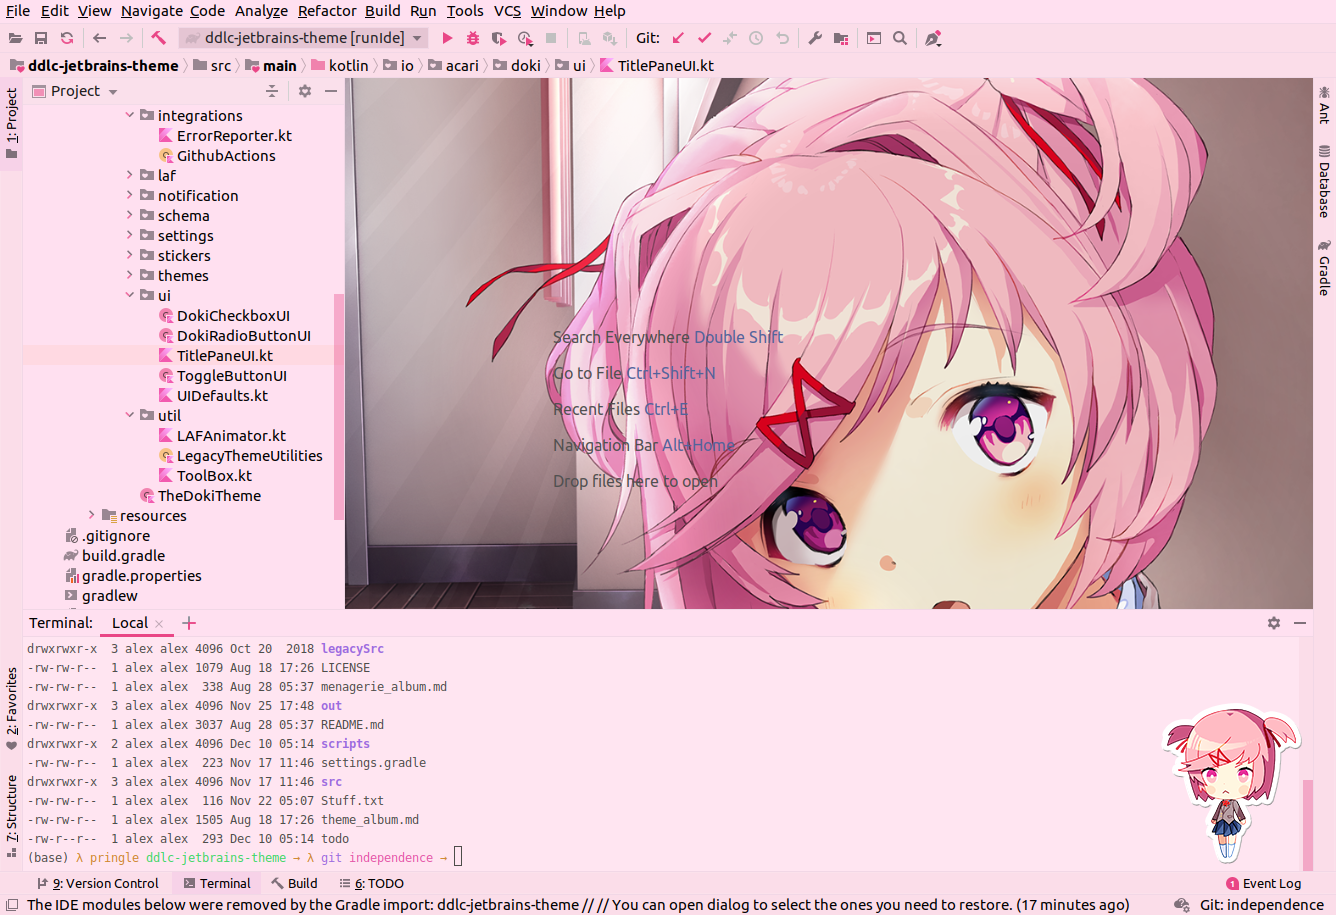 File Edit View Navigate Code Analyze Refactor Build Run Tools VCS Window Help
ddlc-jetbrains-theme [runIde] Git:
ddlc-jetbrains-theme src main kotlin io acari doki ui TitlePaneUI.kt
1: Project
Project
integrations
ErrorReporter.kt
GithubActions
laf
notification
schema
settings
stickers
themes
ui
DokiCheckboxUI
DokiRadioButtonUI
TitlePaneUI.kt
ToggleButtonUI
UIDefaults.kt
util
LAFAnimator.kt
LegacyThemeUtilities
ToolBox.kt
TheDokiTheme
resources
.gitignore
build.gradle
gradle.properties
gradlew
Search Everywhere Double Shift
Go to File Ctrl+Shift+N
Recent Files Ctrl+E
Navigation Bar Alt+Home
Drop files here to open
Ant
Database
Gradle
2: Favorites
7: Structure
Terminal: Local
drwxrwxr-x 3 alex alex 4096 Oct 20 2018 legacySrc
-rw-rw-r-- 1 alex alex 1079 Aug 18 17:26 LICENSE
-rw-rw-r-- 1 alex alex 338 Aug 28 05:37 menagerie_album.md
drwxrwxr-x 3 alex alex 4096 Nov 25 17:48 out
-rw-rw-r-- 1 alex alex 3037 Aug 28 05:37 README.md
drwxrwxr-x 2 alex alex 4096 Dec 10 05:14 scripts
-rw-rw-r-- 1 alex alex 223 Nov 17 11:46 settings.gradle
drwxrwxr-x 3 alex alex 4096 Nov 17 11:46 src
-rw-rw-r-- 1 alex alex 116 Nov 22 05:07 Stuff.txt
-rw-rw-r-- 1 alex alex 1505 Aug 18 17:26 theme_album.md
-rw-r--r-- 1 alex alex 293 Dec 10 05:14 todo
(base) λ pringle ddlc-jetbrains-theme → λ git independence →
9: Version Control Terminal Build 6: TODO 1 Event Log
The IDE modules below were removed by the Gradle import: ddlc-jetbrains-theme // // You can open dialog to select the ones you need to restore. (17 minutes ago) Git: independence